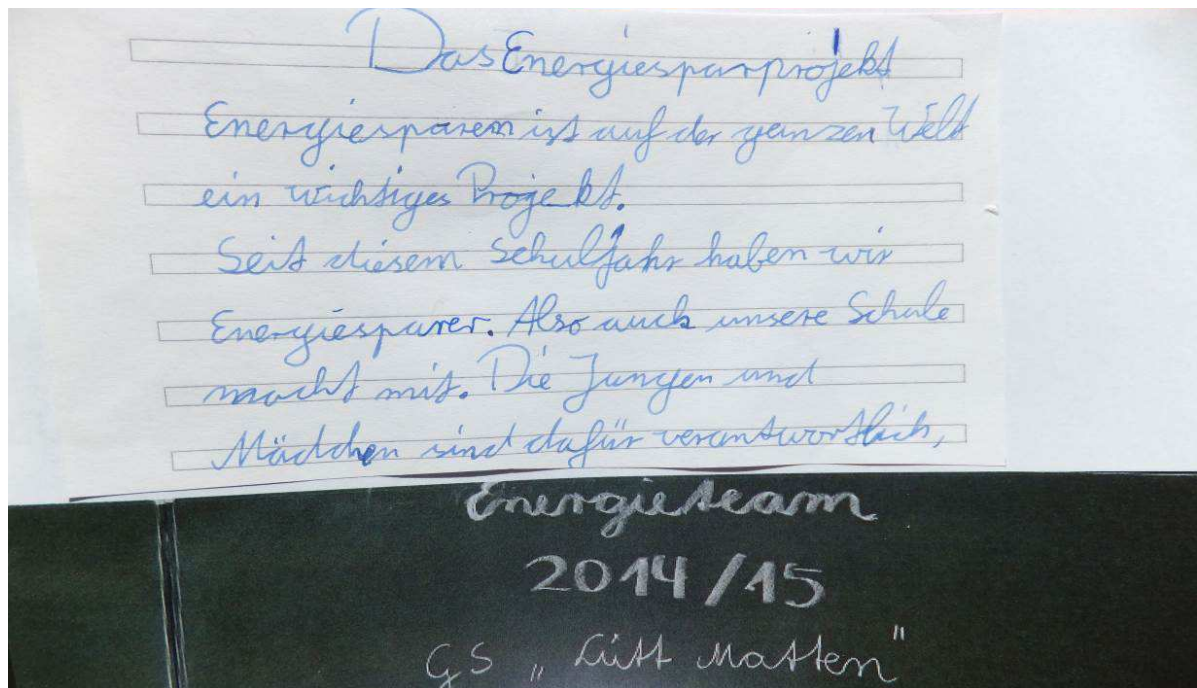 Das Energiesparprojekt
Energiesparen ist auf der ganzen Welt
ein wichtiges Projekt.
Seit diesem Schuljahr haben wir
Energiesparer. Also auch unsere Schule
macht mit. Die Jungen und
Mädchen sind dafür verantwortlich,
Energieteam
2014/15
GS „Lütt Matten"